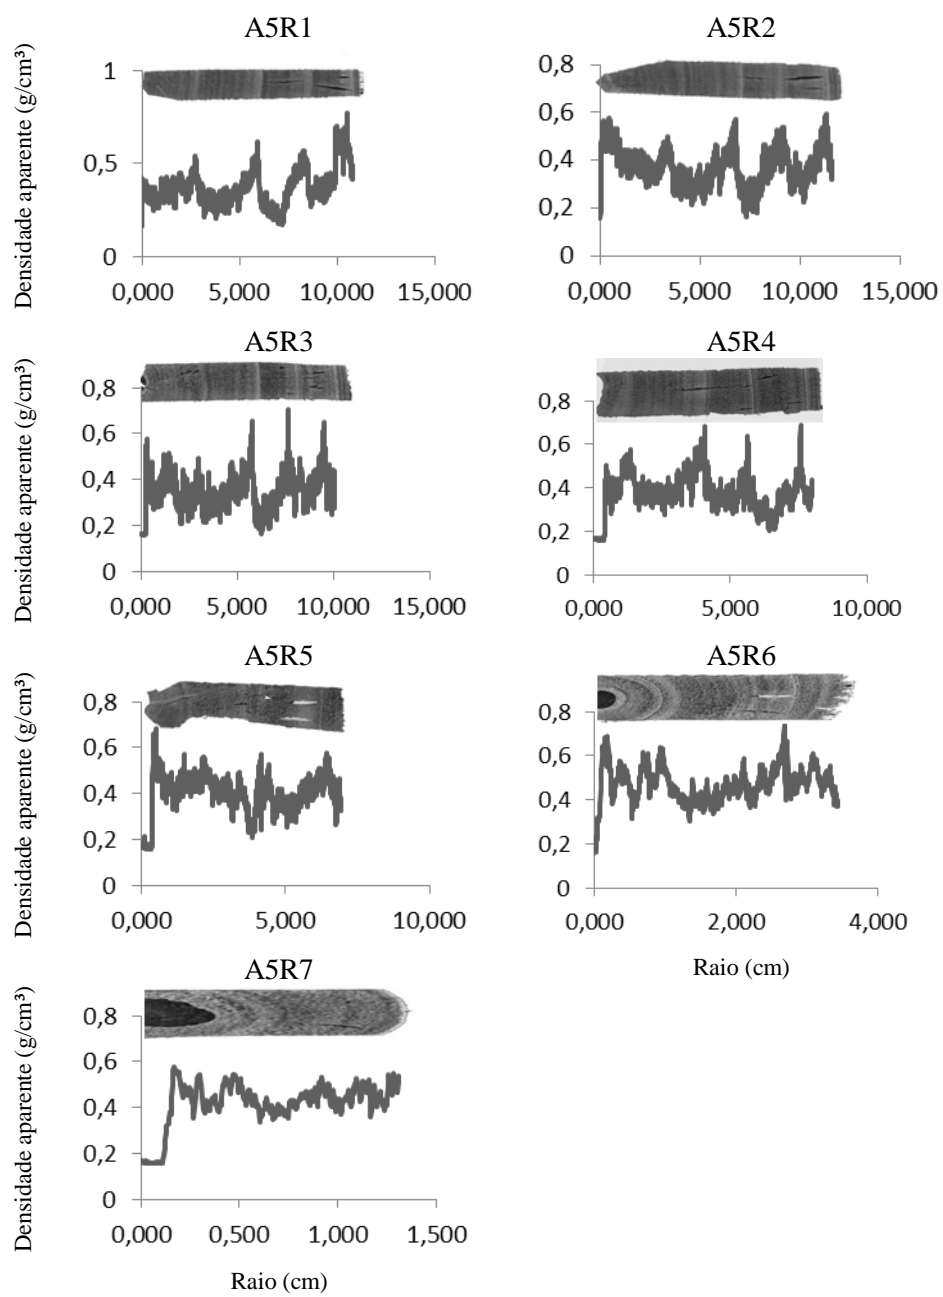 A5R1
Densidade aparente (g/cm³)
1
0,5
0
0,000 5,000 10,000 15,000
A5R2
0,8
0,6
0,4
0,2
0
0,000 5,000 10,000 15,000
A5R3
Densidade aparente (g/cm³)
0,8
0,6
0,4
0,2
0
0,000 5,000 10,000 15,000
A5R4
0,8
0,6
0,4
0,2
0
0,000 5,000 10,000
A5R5
Densidade aparente (g/cm³)
0,8
0,6
0,4
0,2
0
0,000 5,000 10,000
A5R6
0,8
0,6
0,4
0,2
0
0,000 2,000 4,000
Raio (cm)
A5R7
Densidade aparente (g/cm³)
0,8
0,6
0,4
0,2
0
0,000 0,500 1,000 1,500
Raio (cm)